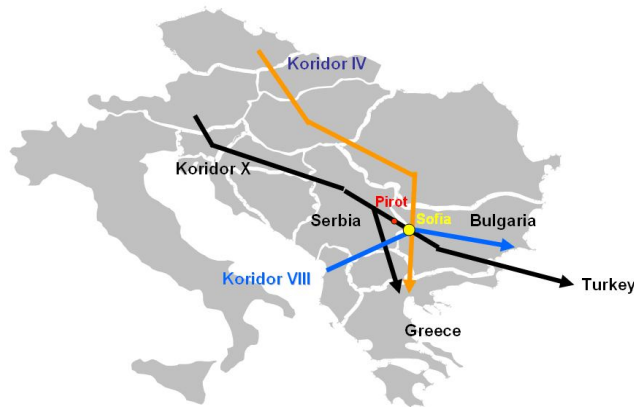 Koridor IV
Koridor X
Pirot
Serbia
Sofia
Bulgaria
Koridor VIII
Turkey
Greece